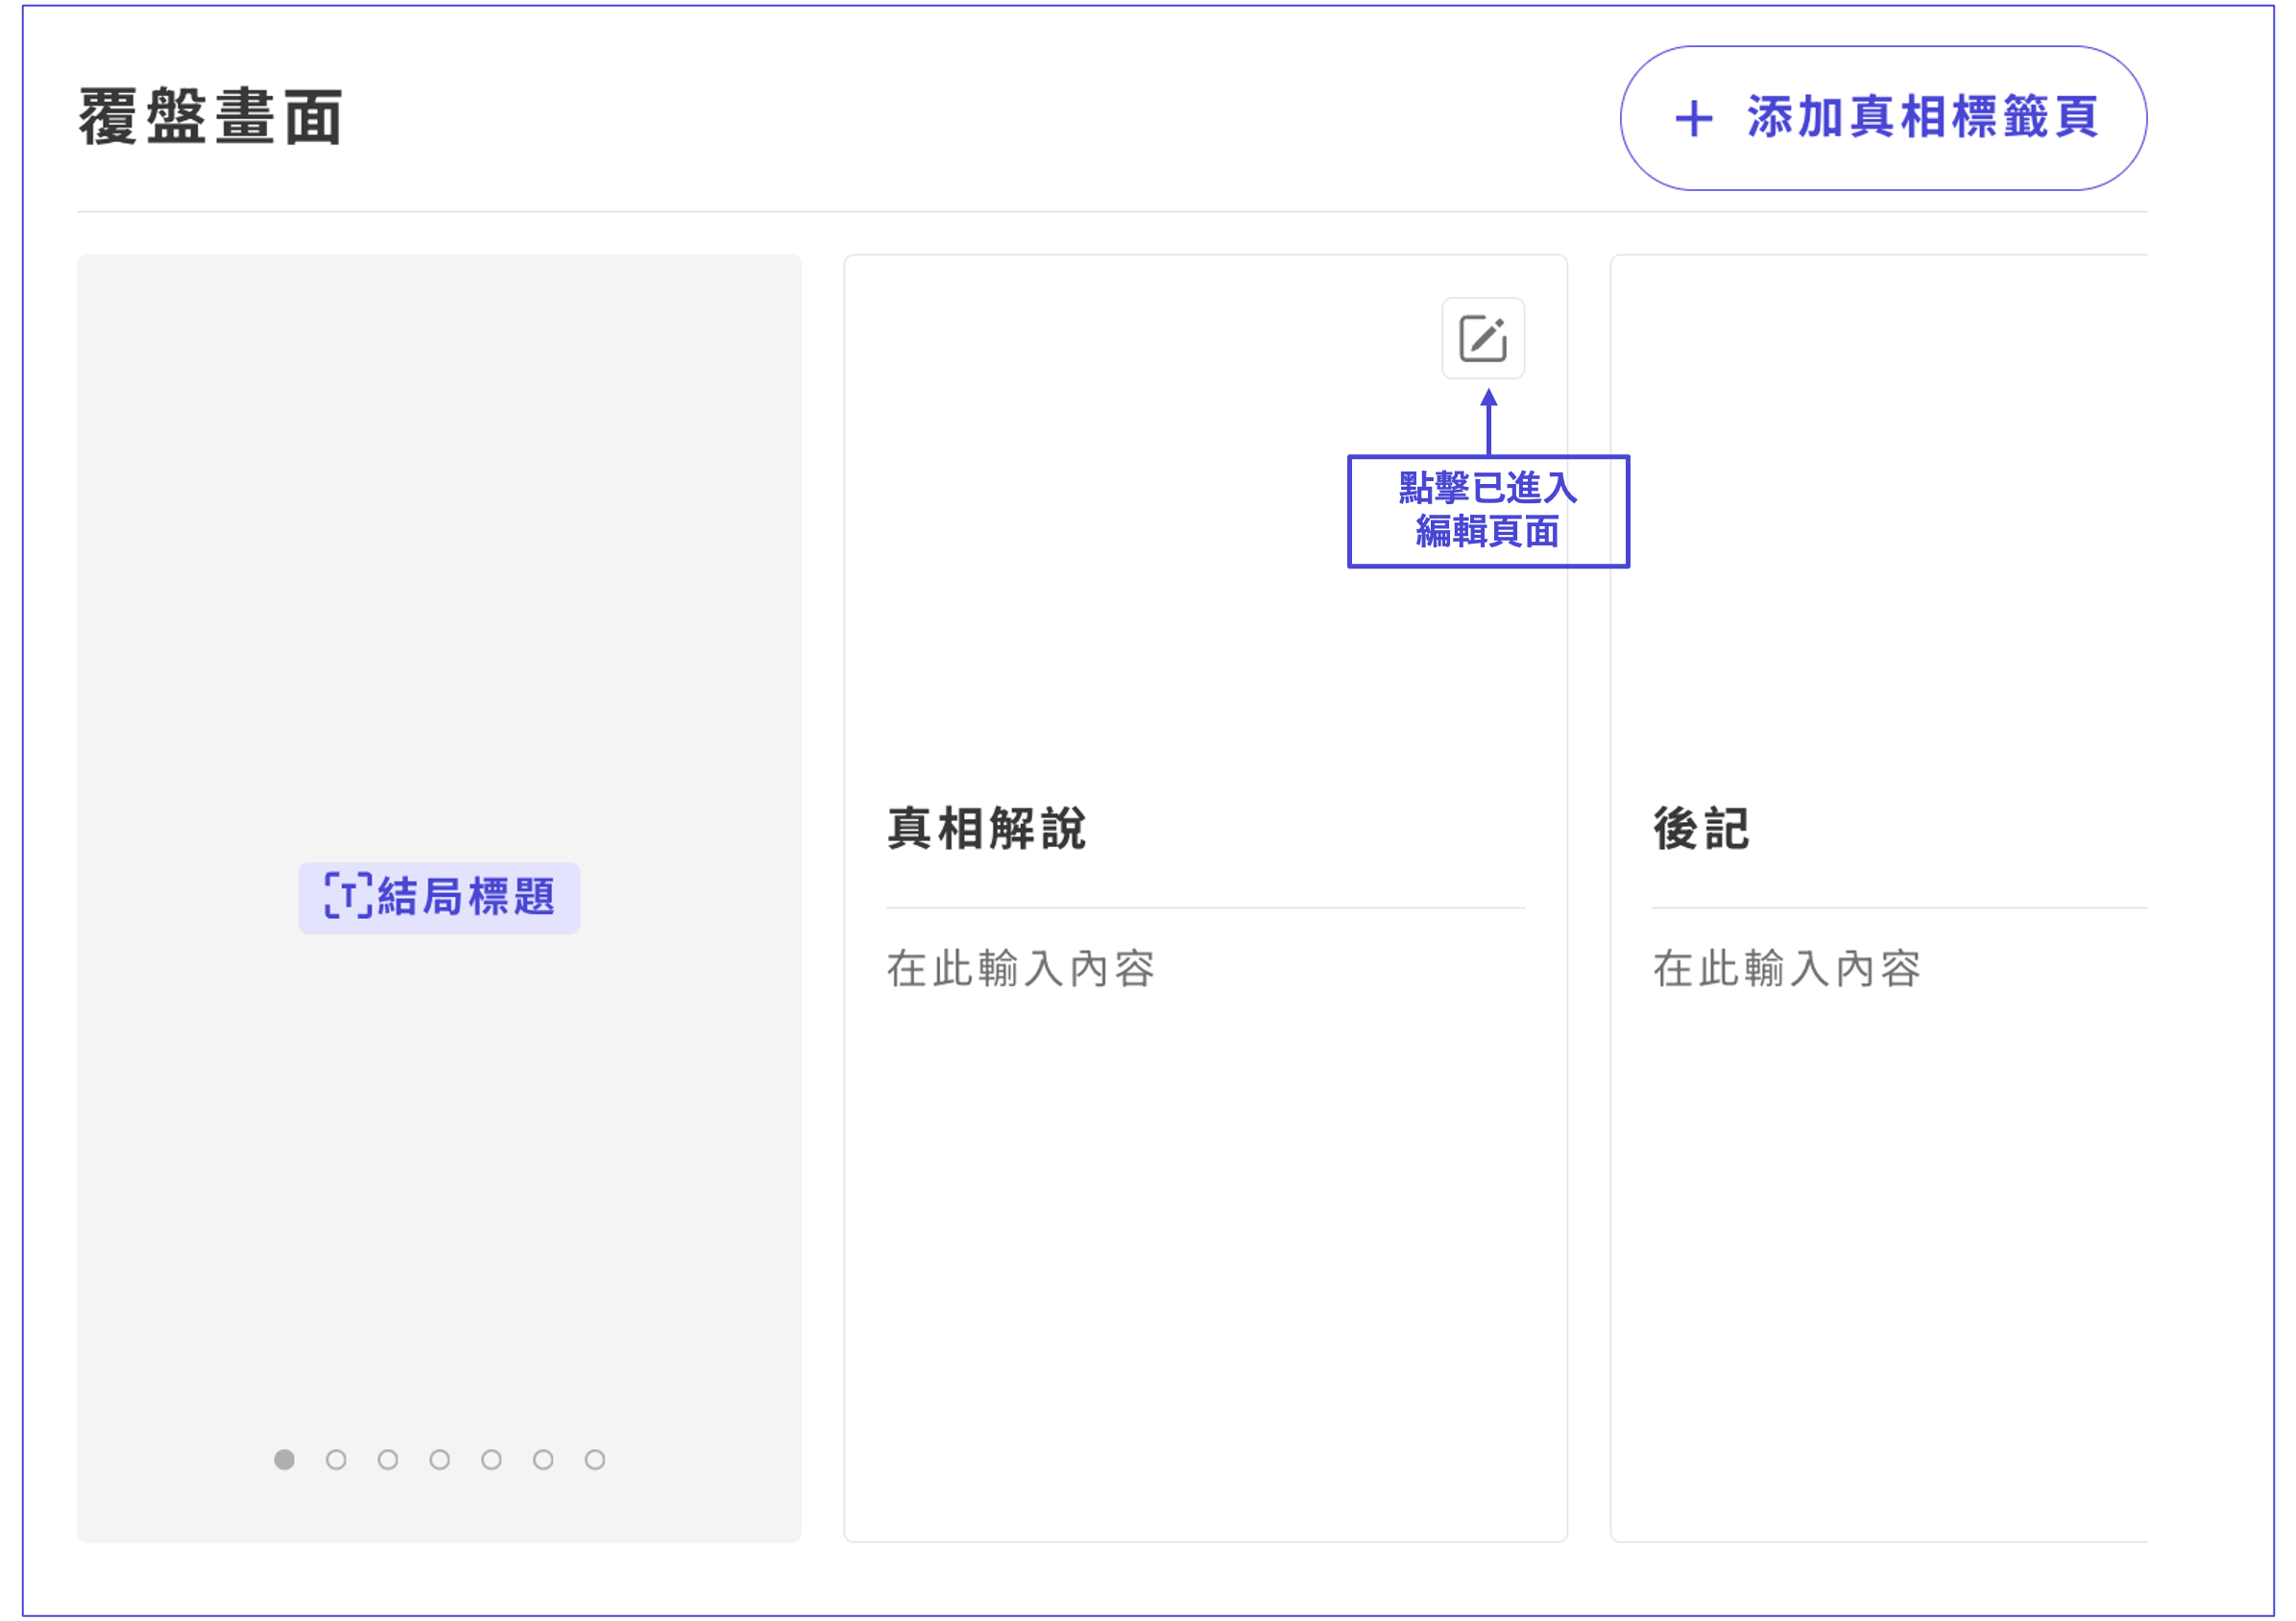 覆盤畫面
+ 添加真相標籤頁
點擊已進入
編輯頁面
結局標題
真相解說
在此輸入內容
後記
在此輸入內容